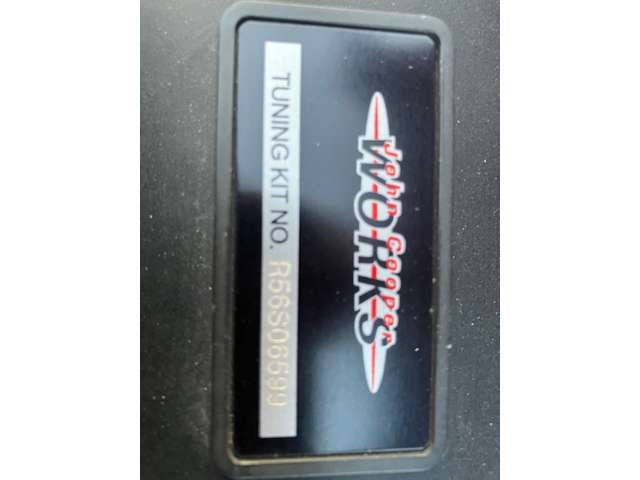 John Cooper
WORKS
TUNING KIT NO. R56S06599